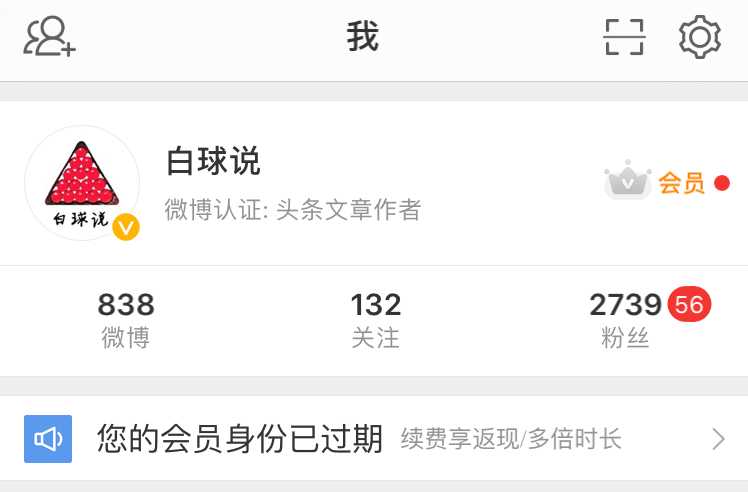 我
白球说
微博认证: 头条文章作者
会员
白球说
838
微博
132
关注
2739 56
粉丝
您的会员身份已过期 续费享返现/多倍时长